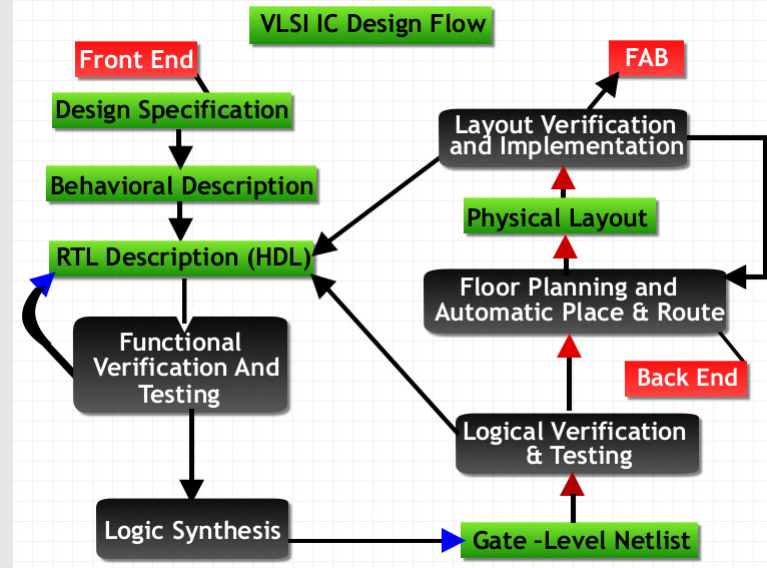 VLSI IC Design Flow
Front End
Design Specification
Behavioral Description
RTL Description (HDL)
Functional
Verification And
Testing
Logic Synthesis
Gate -Level Netlist
Logical Verification
& Testing
Back End
Floor Planning and
Automatic Place & Route
Physical Layout
Layout Verification
and Implementation
FAB